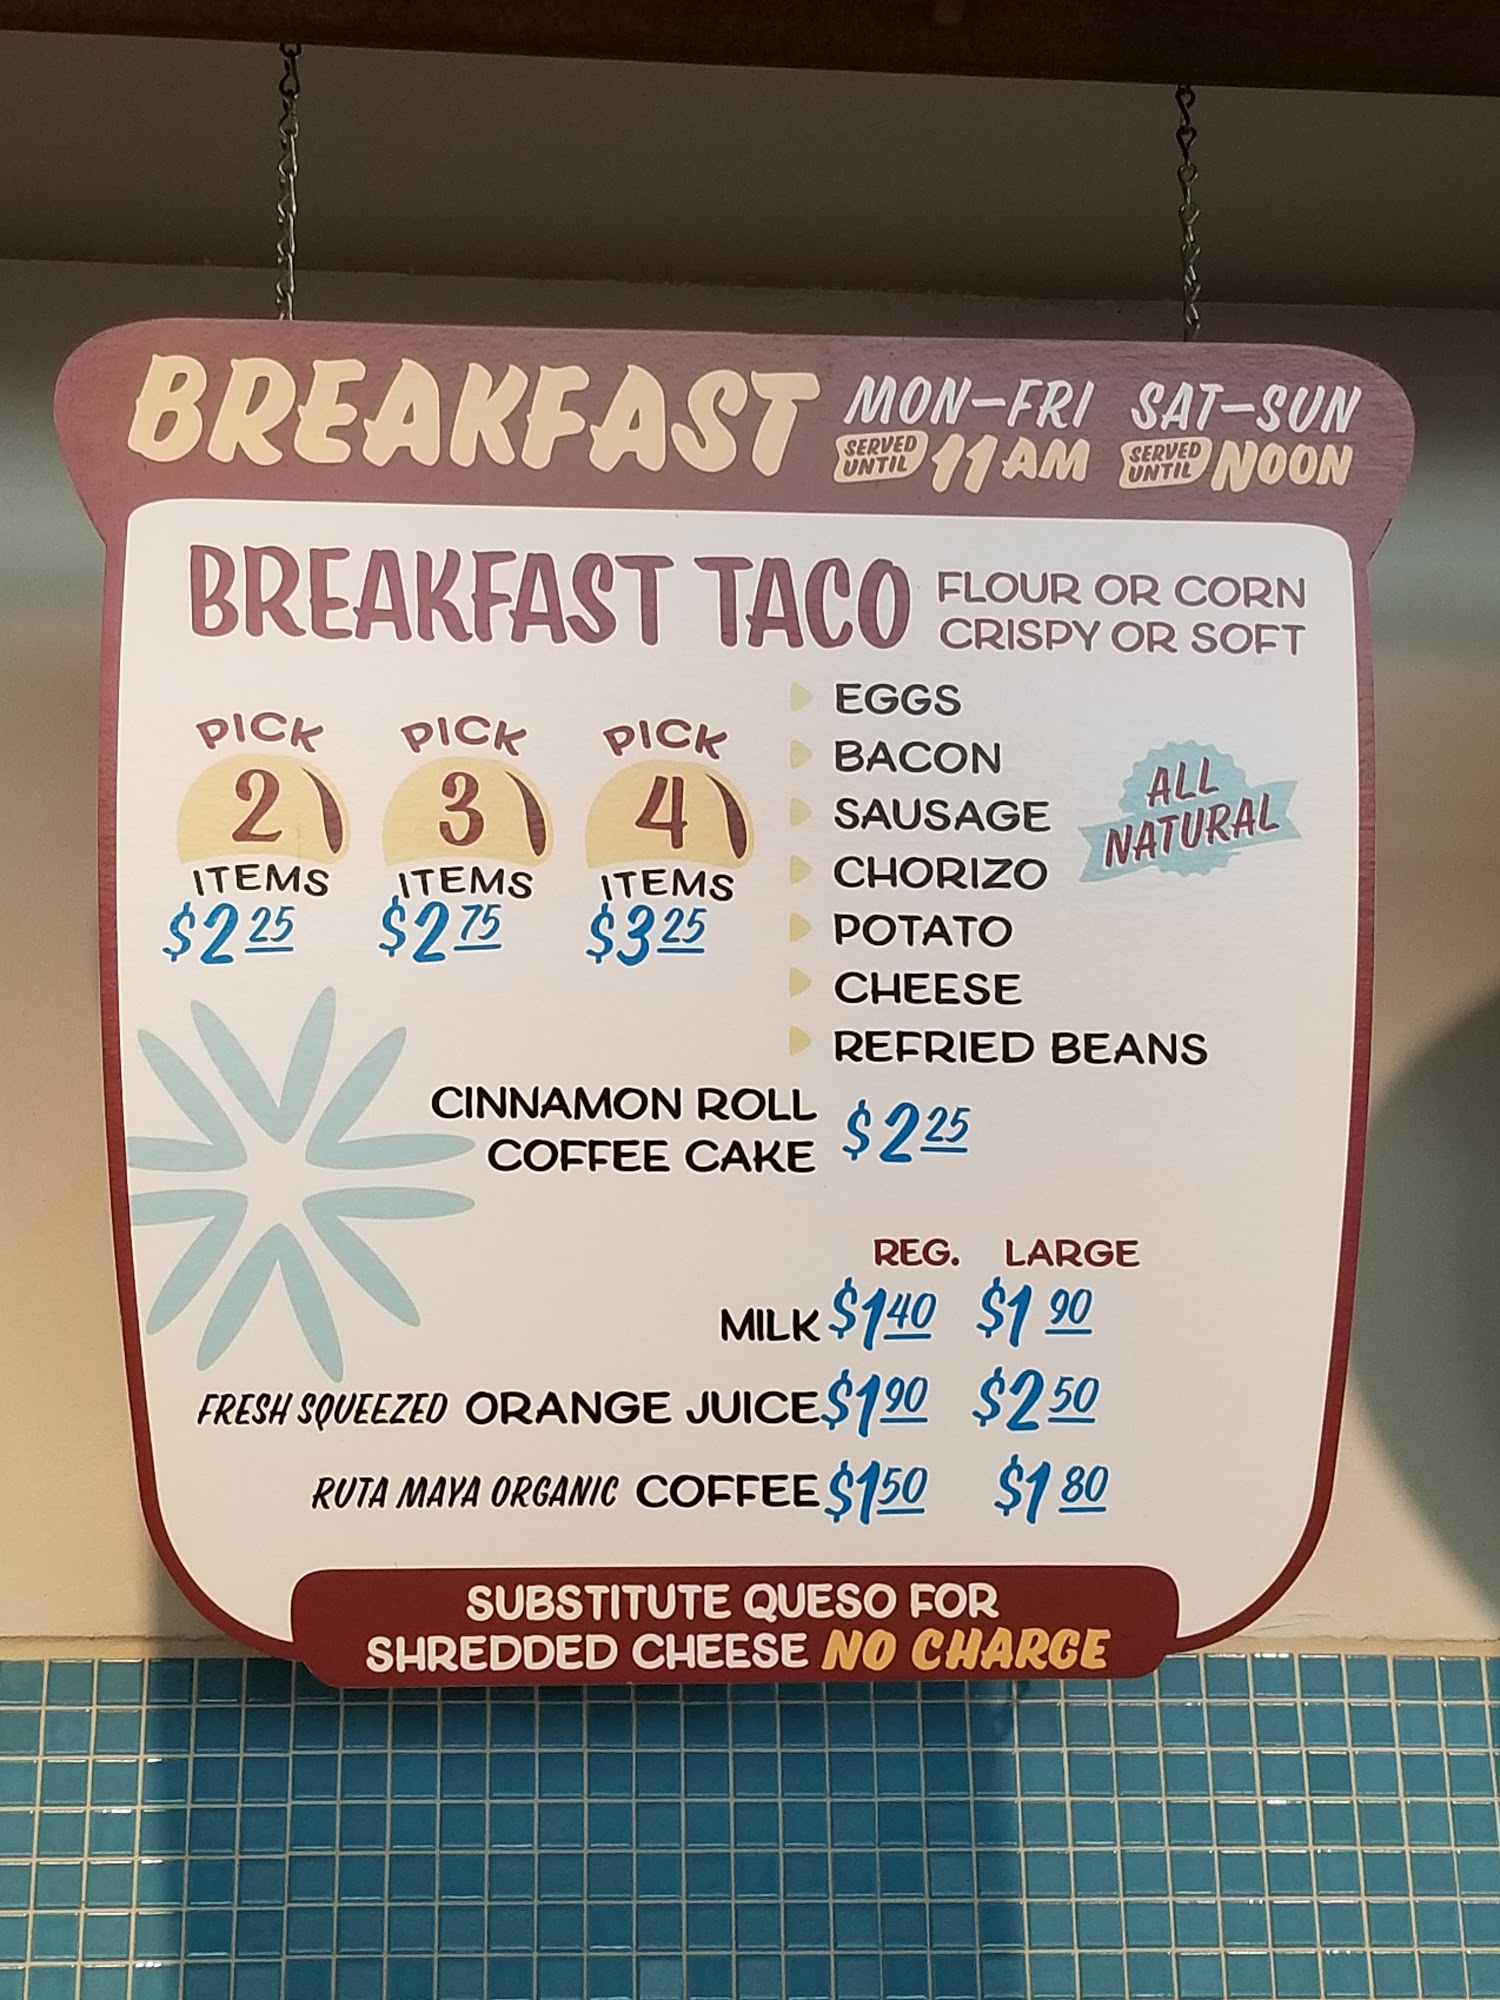 BREAKFAST
MON-FRI
SERVED UNTIL 11 AM
SAT-SUN
SERVED UNTIL NOON
BREAKFAST TACO
FLOUR OR CORN
CRISPY OR SOFT
PICK 2 ITEMS $2 25
PICK 3 ITEMS $2 75
PICK 4 ITEMS $3 25
EGGS
BACON
SAUSAGE
CHORIZO
POTATO
CHEESE
REFRIED BEANS
ALL
NATURAL
CINNAMON ROLL
COFFEE CAKE $2 25
REG. LARGE
MILK $1 40 $1 90
FRESH SQUEEZED ORANGE JUICE $1 90 $2 50
RUTA MAYA ORGANIC COFFEE $1 50 $1 80
SUBSTITUTE QUESO FOR
SHREDDED CHEESE NO CHARGE